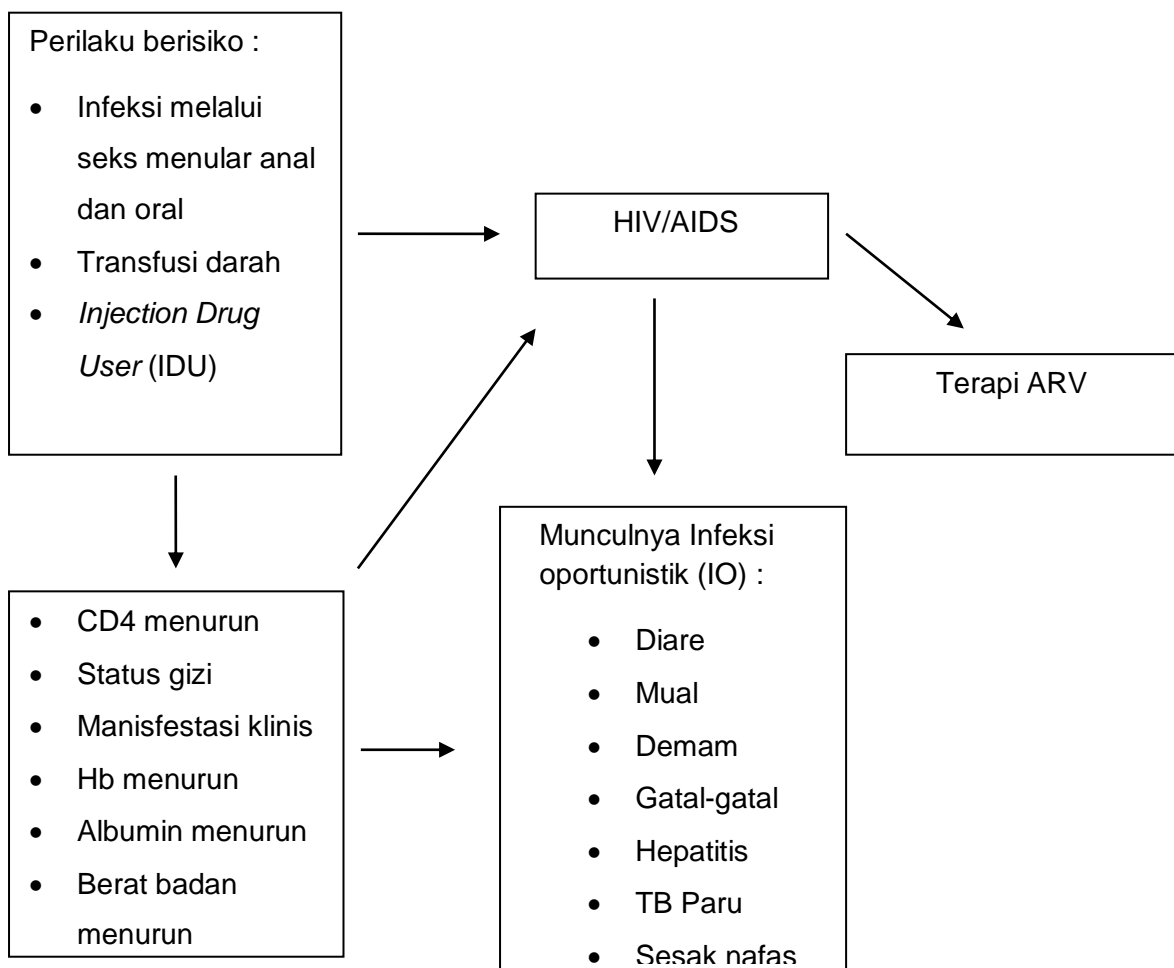 Perilaku berisiko :
• Infeksi melalui
seks menular anal
dan oral
• Transfusi darah
• Injection Drug
User (IDU)
HIV/AIDS
Terapi ARV
• CD4 menurun
• Status gizi
• Manisfestasi klinis
• Hb menurun
• Albumin menurun
• Berat badan
menurun
Munculnya Infeksi
oportunistik (IO) :
• Diare
• Mual
• Demam
• Gatal-gatal
• Hepatitis
• TB Paru
• Sesak nafas